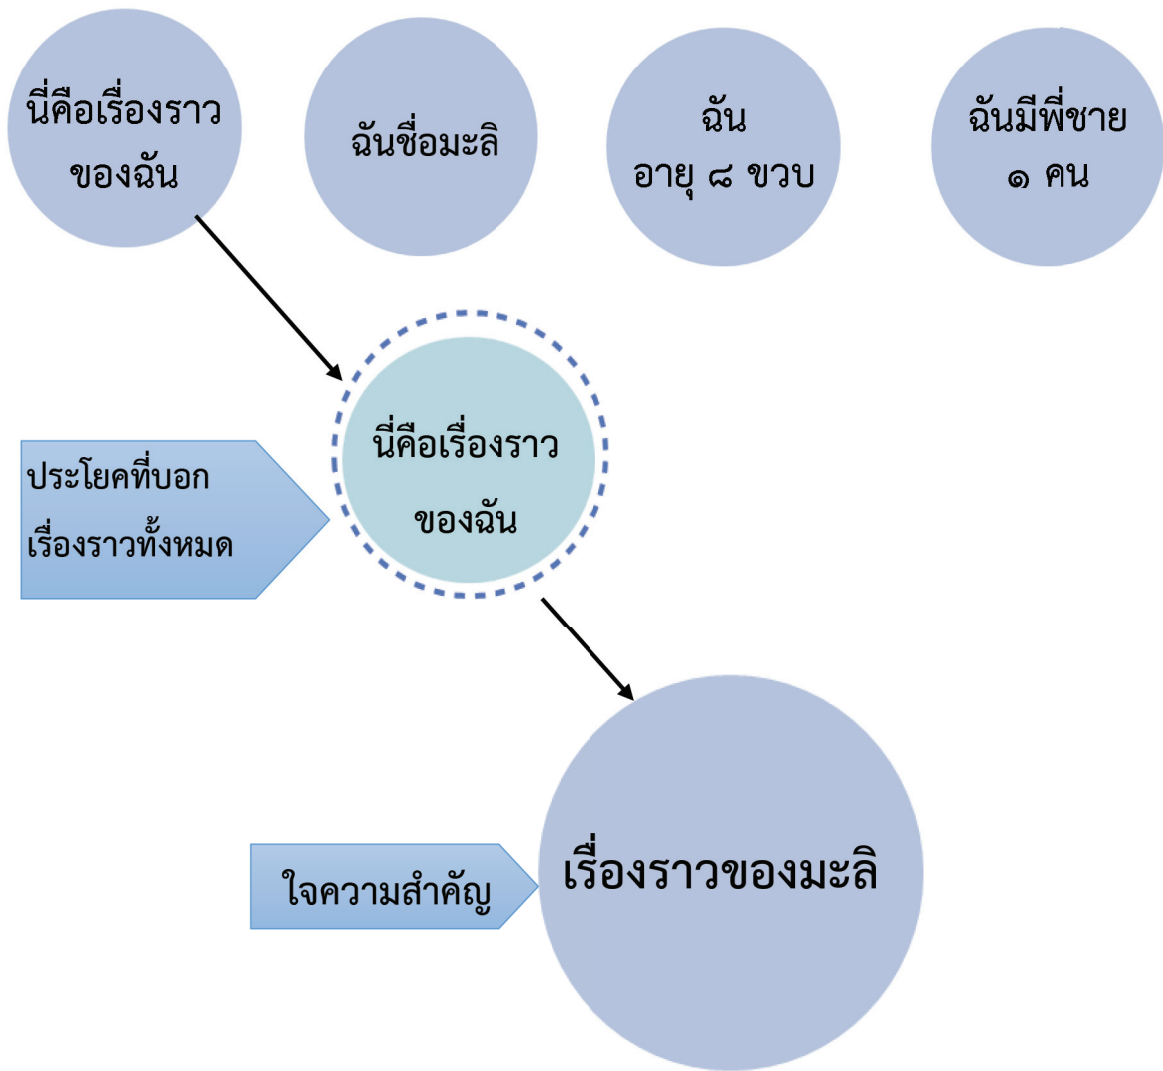 นี่คือเรื่องราว
ของฉัน
ฉันชื่อมะลิ
ฉัน
อายุ ๘ ขวบ
ฉันมีพี่ชาย
๑ คน
นี่คือเรื่องราว
ของฉัน
ประโยคที่บอก
เรื่องราวทั้งหมด
เรื่องราวของมะลิ
ใจความสำคัญ